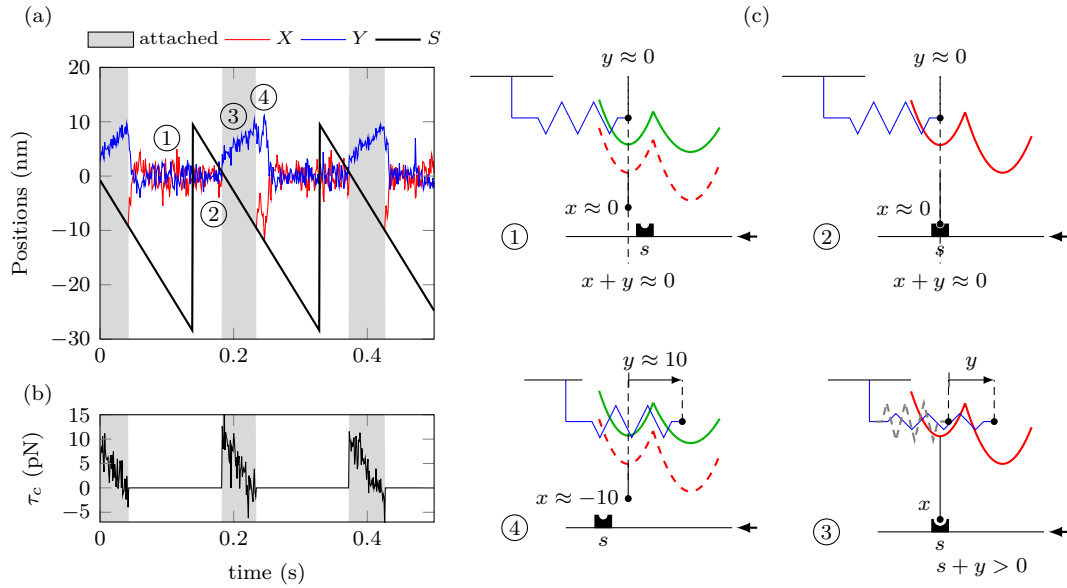 (a)
attached X Y S
20
10
0
−10
−20
−30
Positions (nm)
1
2
3
4
0 0.2 0.4
(b)
15
10
5
0
−5
τc (pN)
0 0.2 0.4
time (s)
(c)
y ≈ 0
x ≈ 0
1
s
x + y ≈ 0
y ≈ 0
x ≈ 0
2
s
x + y ≈ 0
y ≈ 10
x ≈ −10
4
s
y
x
3
s
s + y > 0